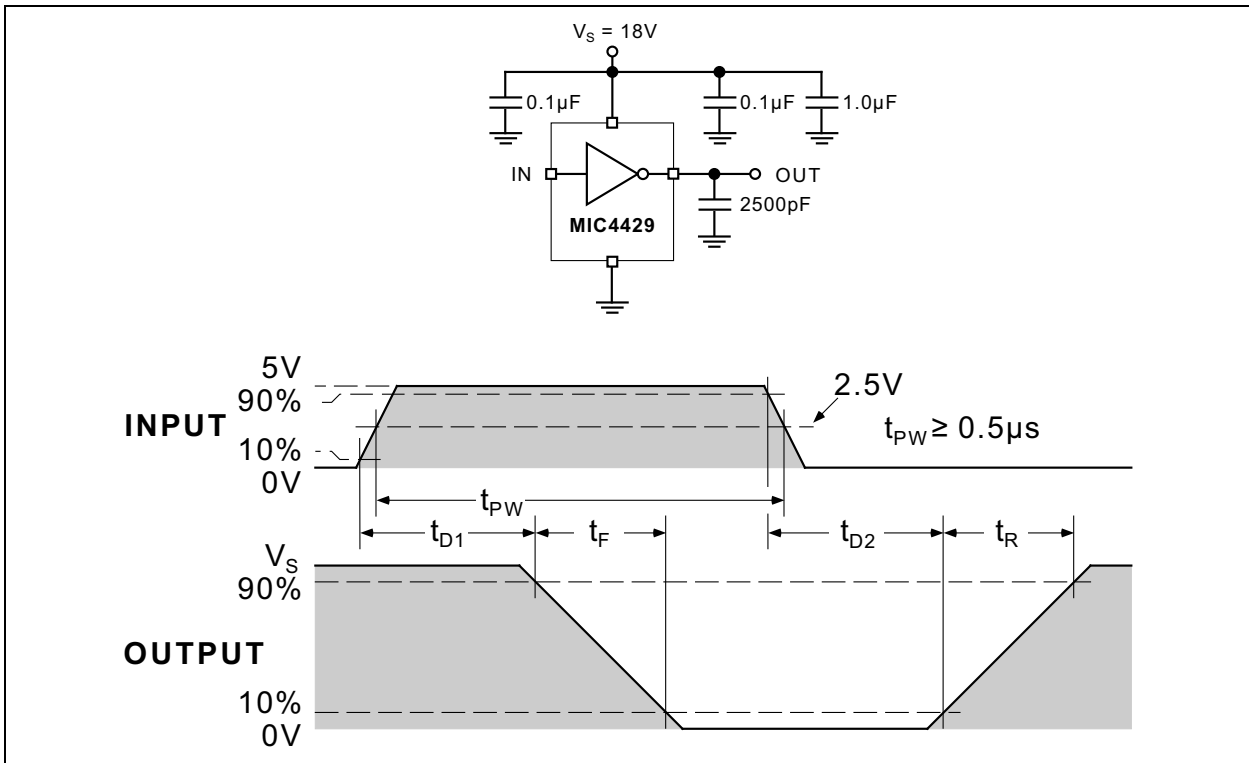 V_S = 18V
0.1µF
0.1µF
1.0µF
IN
OUT
2500pF
MIC4429
5V
90%
2.5V
INPUT
t_PW ≥ 0.5µs
10%
0V
t_PW
t_D1
t_F
t_D2
t_R
V_S
90%
OUTPUT
10%
0V